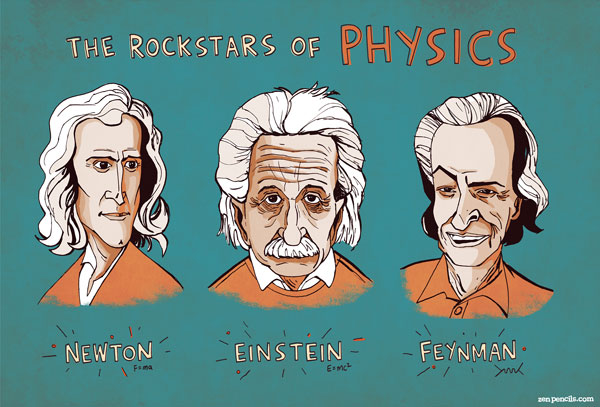 THE ROCKSTARS OF PHYSICS
NEWTON
F=ma
EINSTEIN
E=mc²
FEYNMAN
zenpencils.com